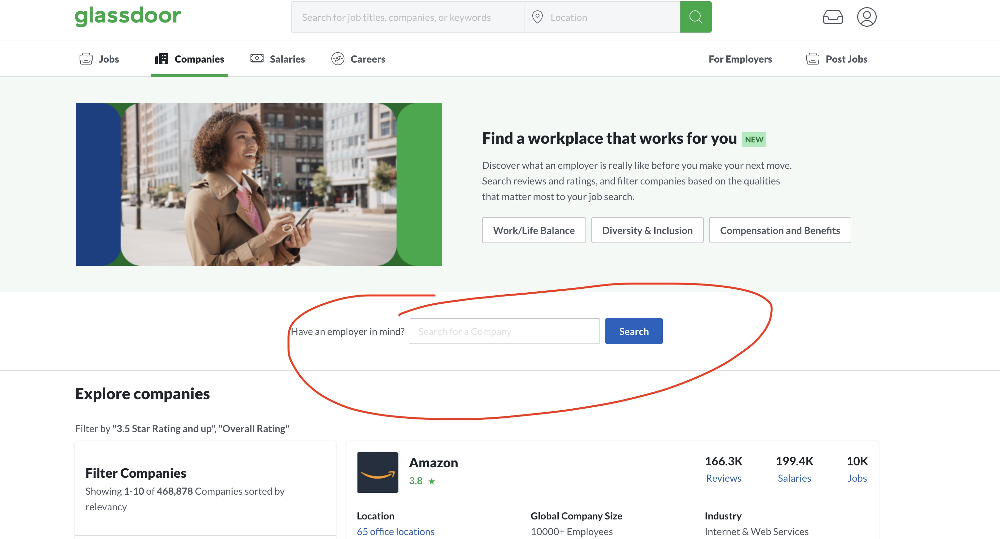 glassdoor
Search for job titles, companies, or keywords
Location
Jobs
Companies
Salaries
Careers
For Employers
Post Jobs
Find a workplace that works for you NEW
Discover what an employer is really like before you make your next move.
Search reviews and ratings, and filter companies based on the qualities
that matter most to your job search.
Work/Life Balance
Diversity & Inclusion
Compensation and Benefits
Have an employer in mind?
Search for a Company
Search
Explore companies
Filter by "3.5 Star Rating and up", "Overall Rating"
Filter Companies
Showing 1-10 of 468,878 Companies sorted by
relevancy
Amazon
3.8 ★
166.3K
Reviews
199.4K
Salaries
10K
Jobs
Location
65 office locations
Global Company Size
10000+ Employees
Industry
Internet & Web Services